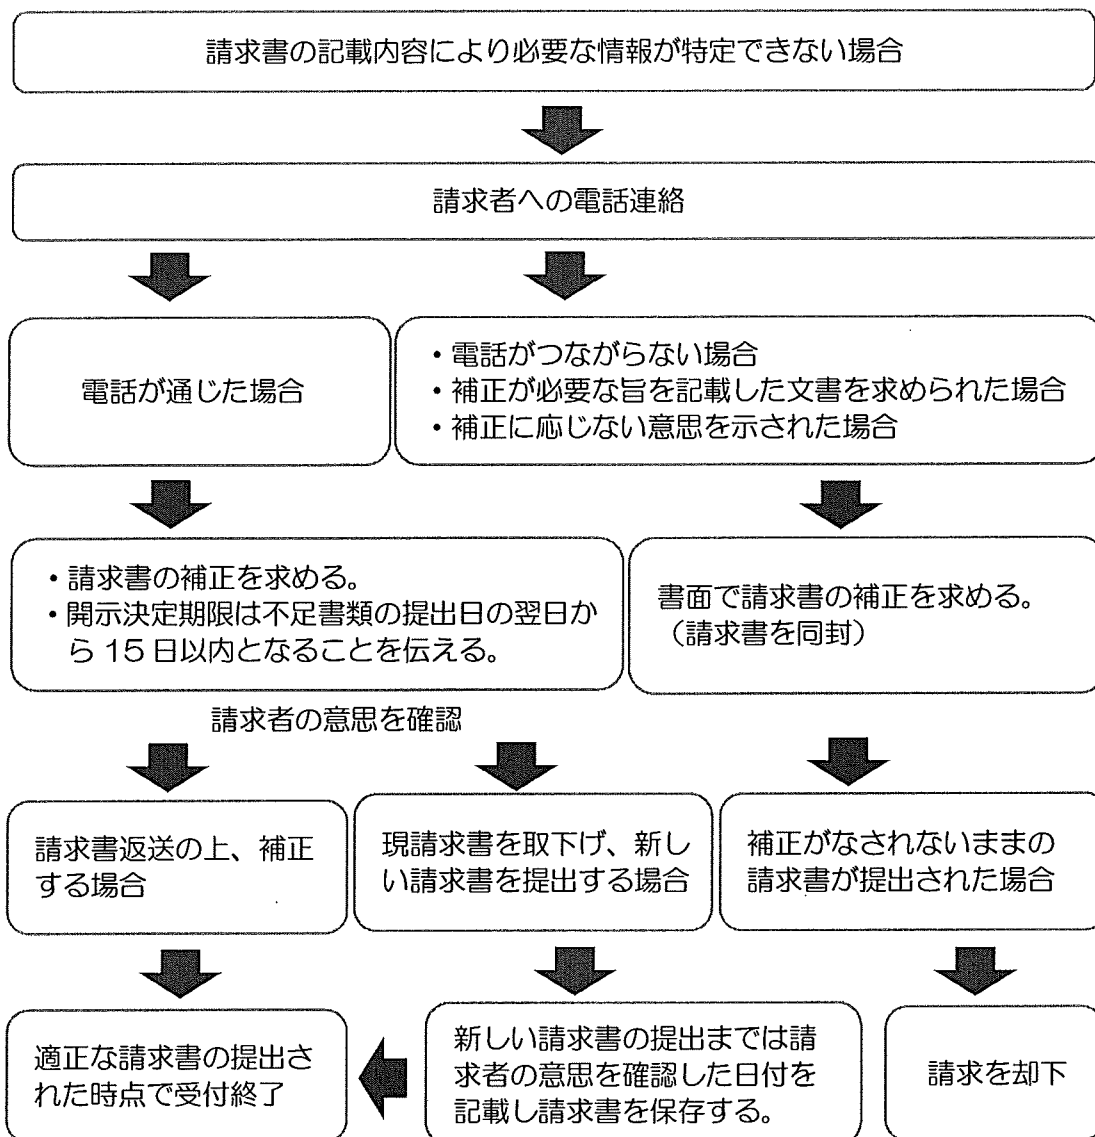 請求書の記載内容により必要な情報が特定できない場合
請求者への電話連絡
電話が通じた場合
・電話がつながらない場合
・補正が必要な旨を記載した文書を求められた場合
・補正に応じない意思を示された場合
・請求書の補正を求める。
・開示決定期限は不足書類の提出日の翌日か
ら 15 日以内となることを伝える。
書面で請求書の補正を求める。
（請求書を同封）
請求者の意思を確認
請求書返送の上、補正
する場合
現請求書を取下げ、新し
い請求書を提出する場合
補正がなされないままの
請求書が提出された場合
適正な請求書の提出さ
れた時点で受付終了
新しい請求書の提出までは請
求者の意思を確認した日付を
記載し請求書を保存する。
請求を却下